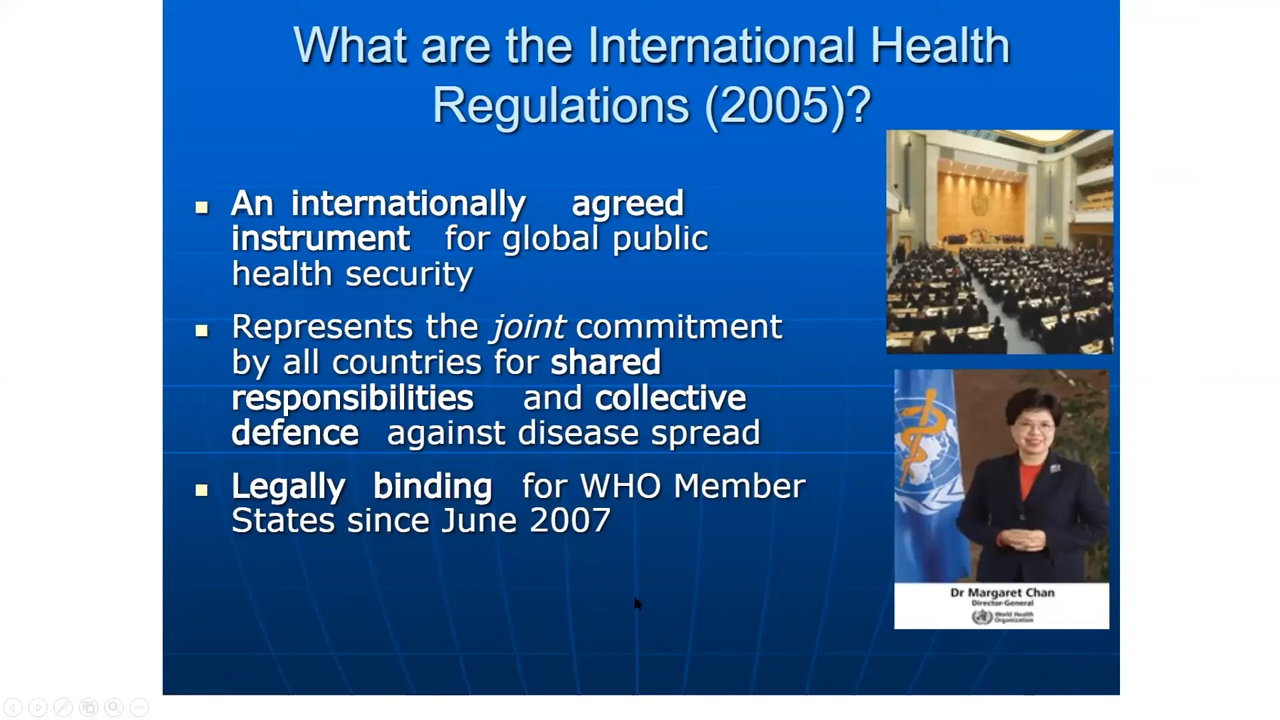 What are the International Health
Regulations (2005)?
An internationally agreed
instrument for global public
health security
Represents the joint commitment
by all countries for shared
responsibilities and collective
defence against disease spread
Legally binding for WHO Member
States since June 2007
Dr Margaret Chan
Director-General
World Health
Organization